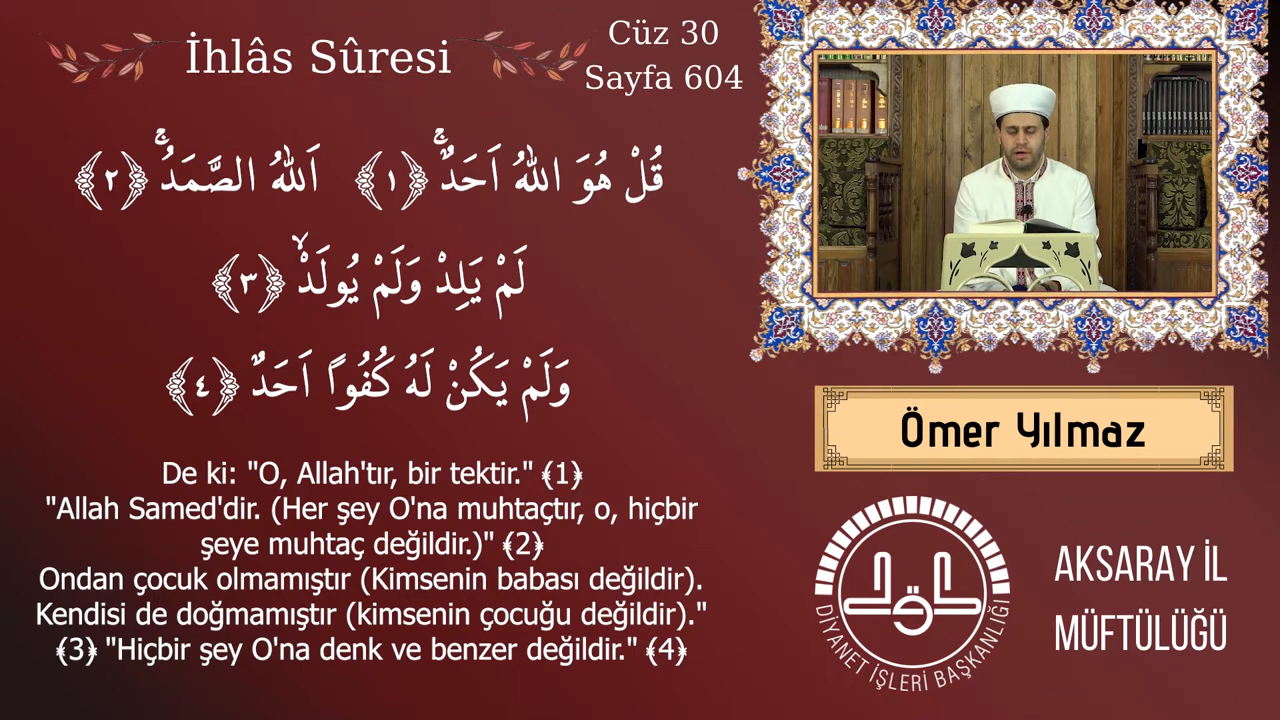 İhlâs Sûresi
Cüz 30
Sayfa 604
قُلْ هُوَ اللّٰهُ اَحَدٌۚ ﴿١﴾ اَللّٰهُ الصَّمَدُۚ ﴿٢﴾
لَمْ يَلِدْ وَلَمْ يُولَدْۙ ﴿٣﴾
وَلَمْ يَكُنْ لَهُ كُفُوًا اَحَدٌ ﴿٤﴾
De ki: "O, Allah'tır, bir tektir." ﴾1﴿
"Allah Samed'dir. (Her şey O'na muhtaçtır, o, hiçbir
şeye muhtaç değildir.)" ﴾2﴿
Ondan çocuk olmamıştır (Kimsenin babası değildir).
Kendisi de doğmamıştır (kimsenin çocuğu değildir)."
﴾3﴿ "Hiçbir şey O'na denk ve benzer değildir." ﴾4﴿
Ömer Yılmaz
DİYANET İŞLERİ BAŞKANLIĞI
AKSARAY İL
MÜFTÜLÜĞÜ